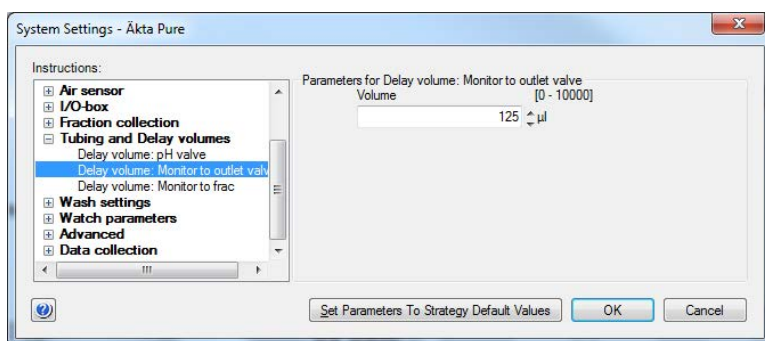 System Settings - Äkta Pure
Instructions:
Air sensor
I/O-box
Fraction collection
Tubing and Delay volumes
Delay volume: pH valve
Delay volume: Monitor to outlet valv
Delay volume: Monitor to frac
Wash settings
Watch parameters
Advanced
Data collection
Parameters for Delay volume: Monitor to outlet valve
Volume [0 - 10000]
125 µl
Set Parameters To Strategy Default Values OK Cancel